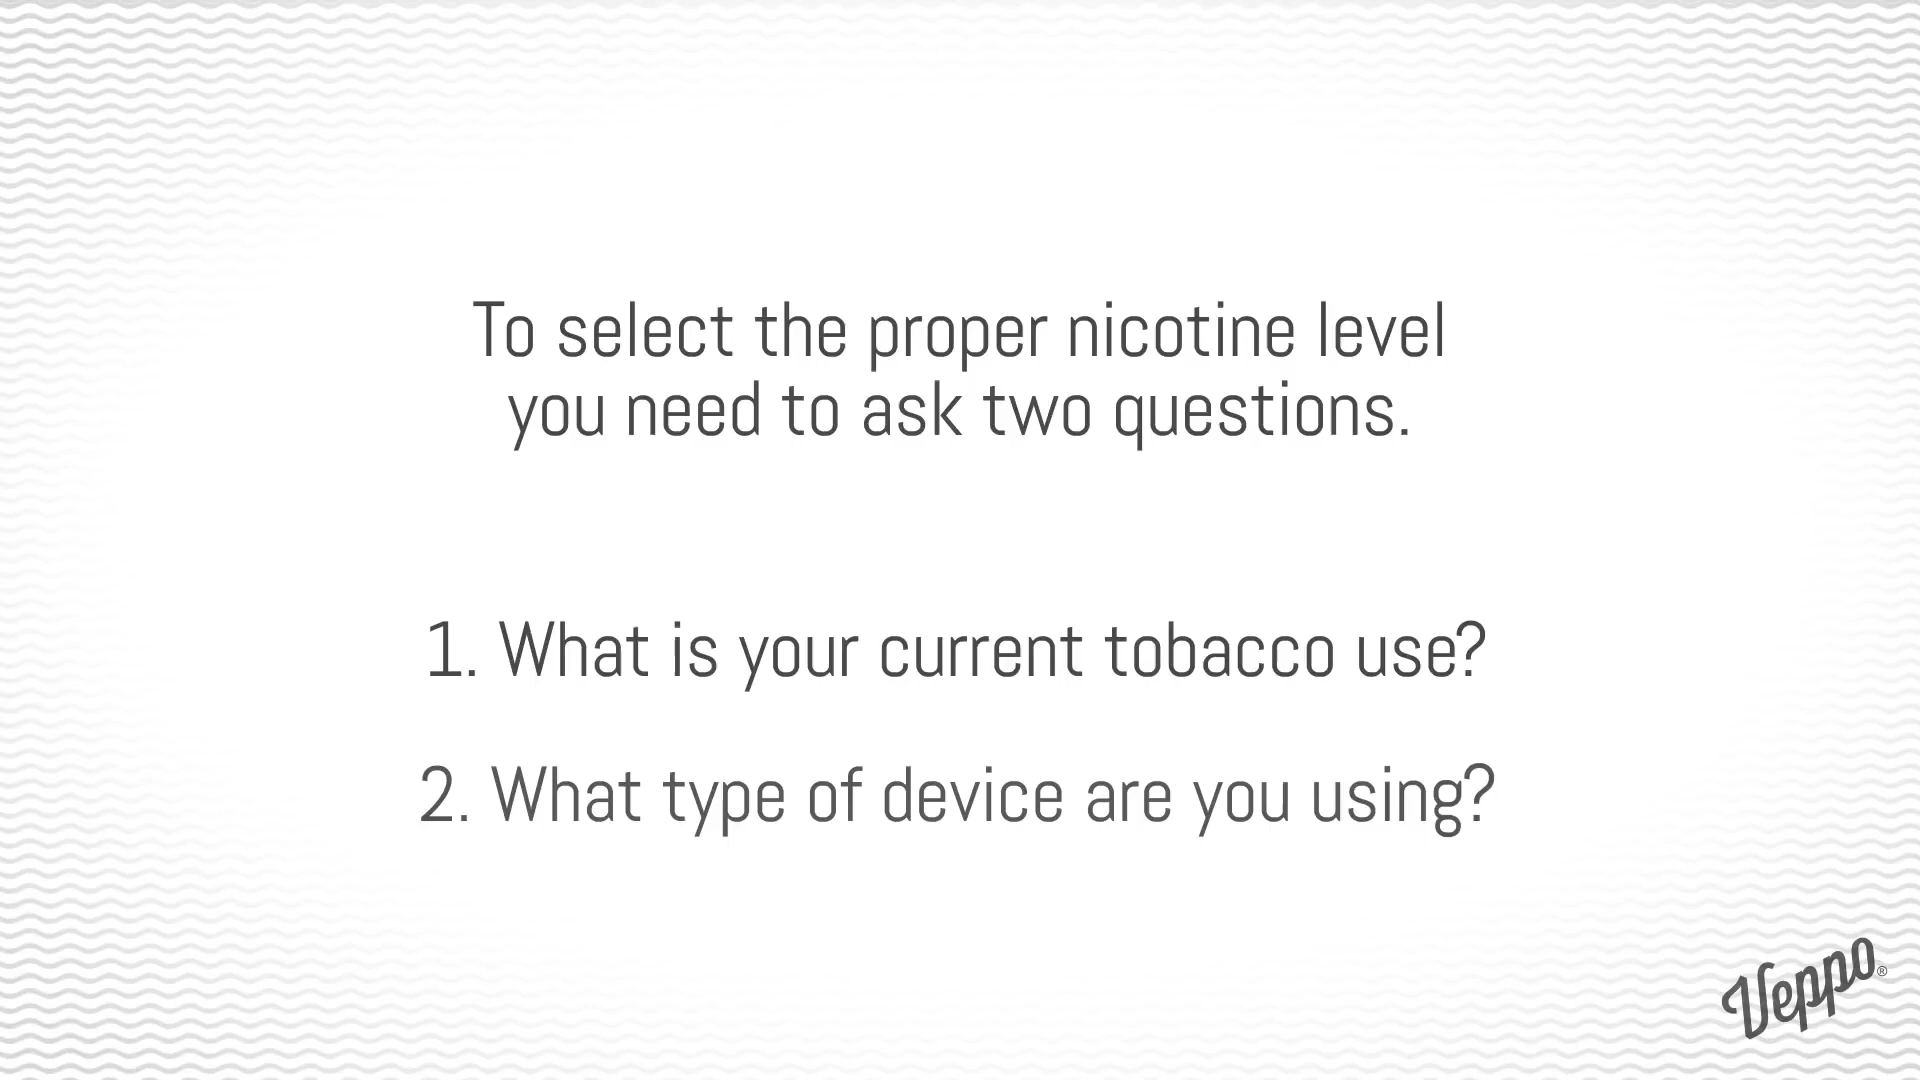 To select the proper nicotine level
you need to ask two questions.
1. What is your current tobacco use?
2. What type of device are you using?
Veppo®